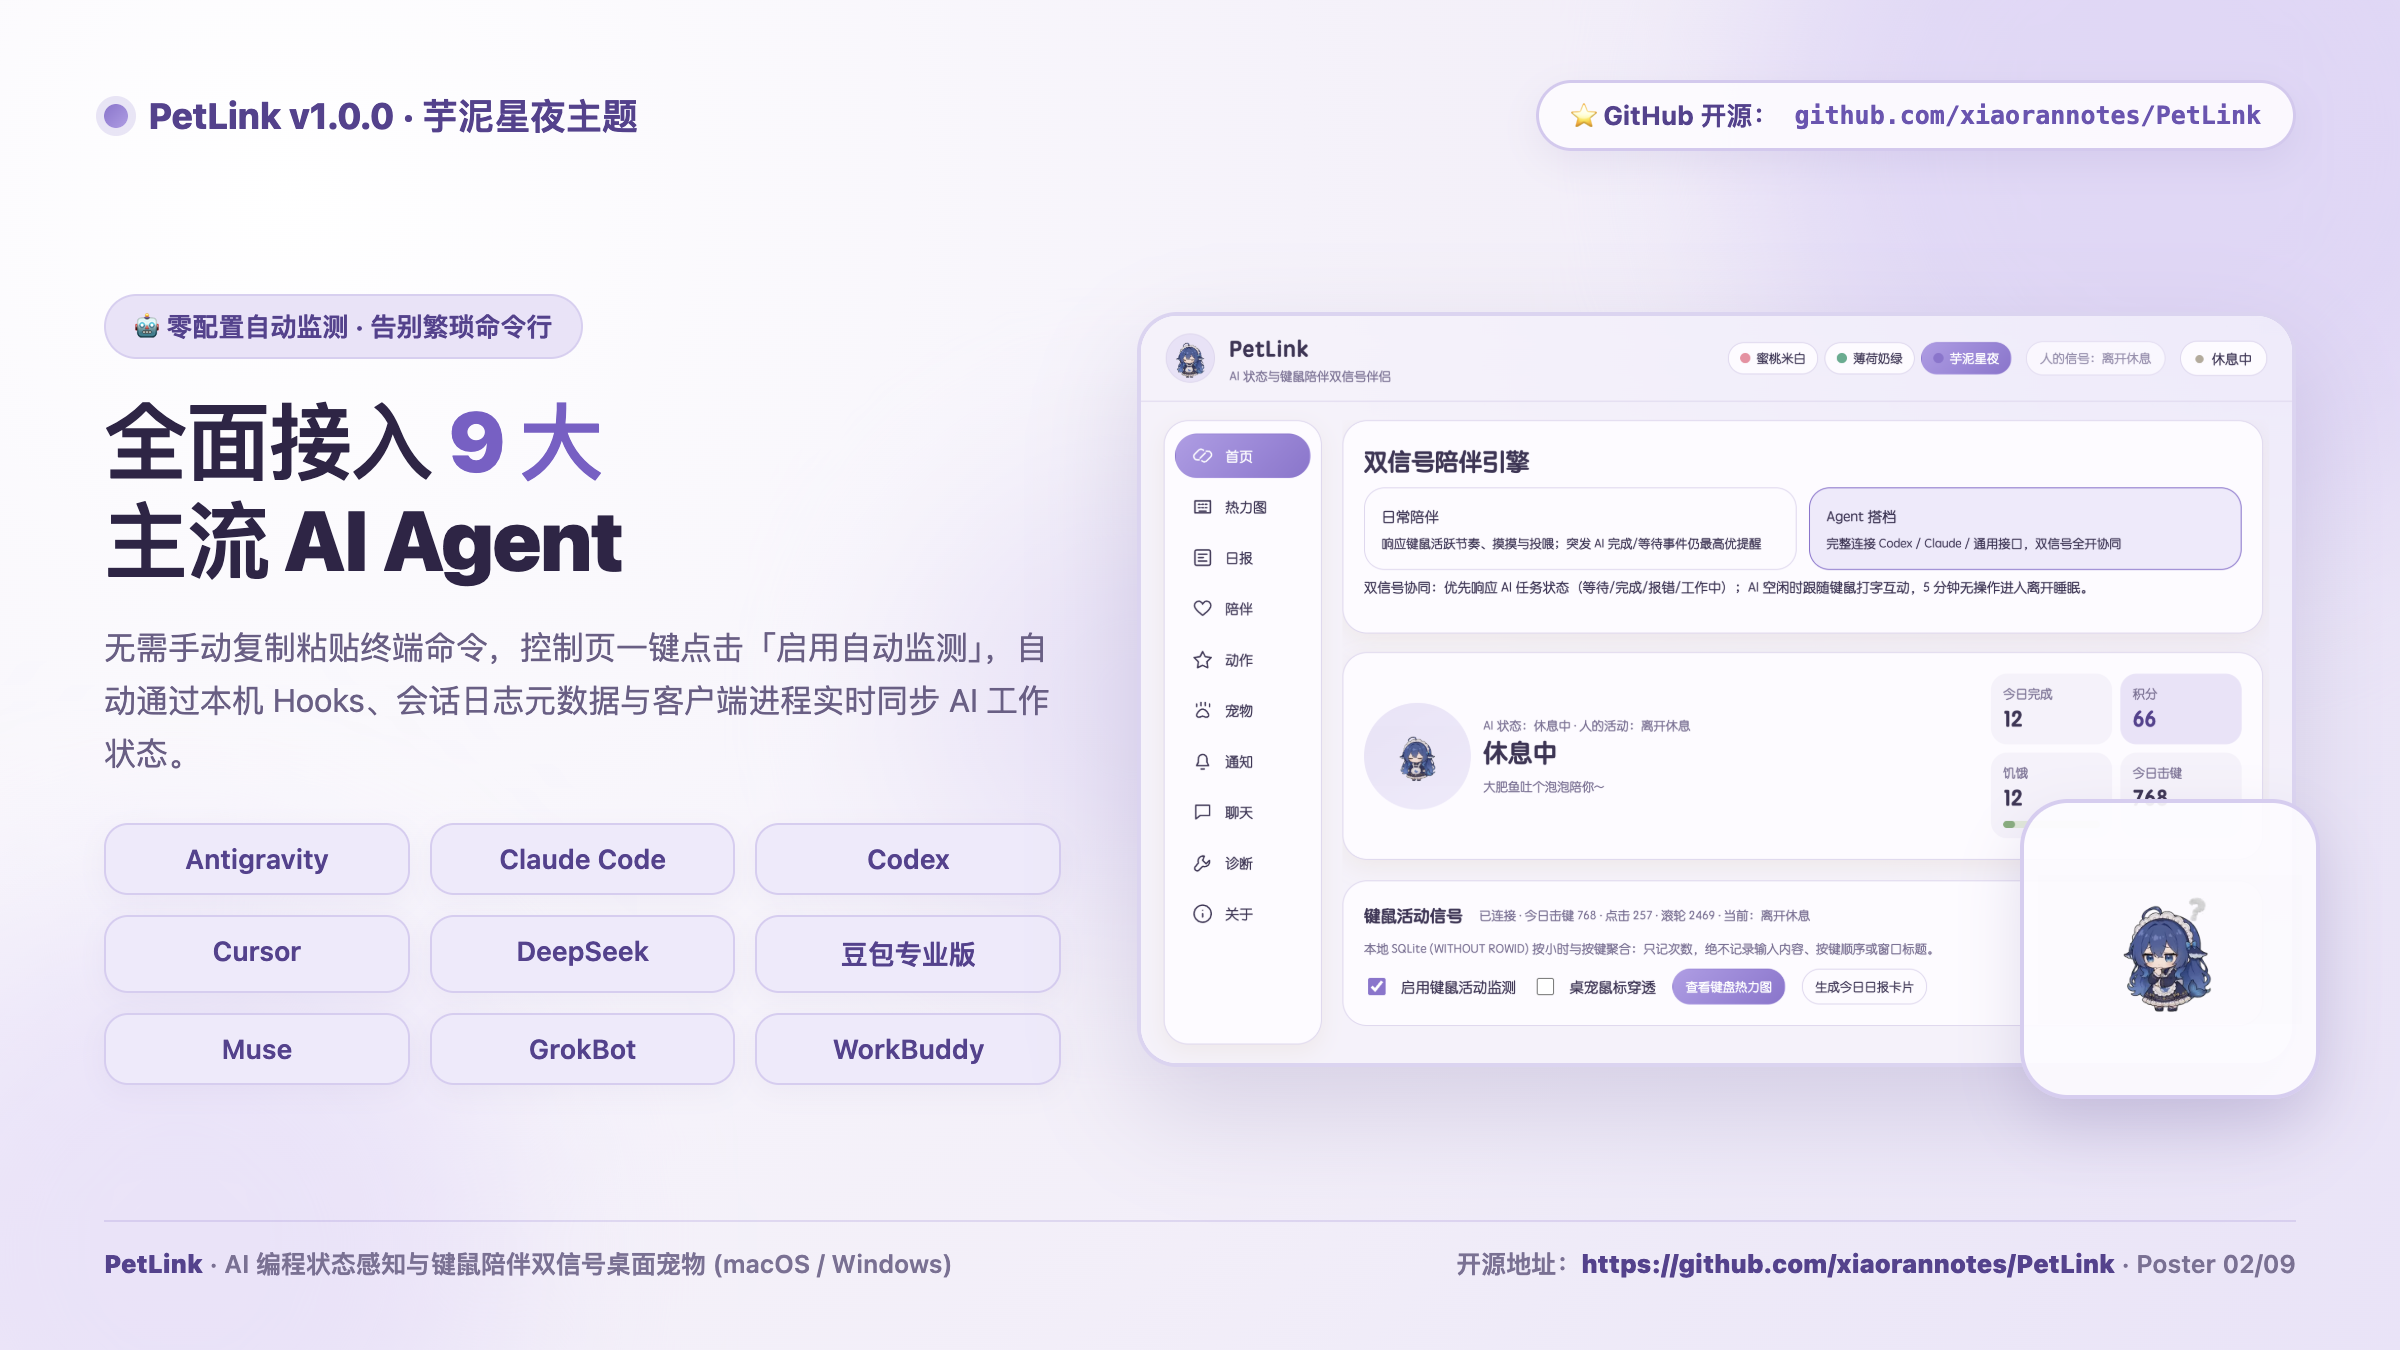 PetLink v1.0.0 · 芋泥星夜主题
⭐ GitHub 开源： github.com/xiaorannotes/PetLink
🤖 零配置自动监测 · 告别繁琐命令行
全面接入 9 大
主流 AI Agent
无需手动复制粘贴终端命令，控制页一键点击「启用自动监测」，自
动通过本机 Hooks、会话日志元数据与客户端进程实时同步 AI 工作
状态。
Antigravity
Claude Code
Codex
Cursor
DeepSeek
豆包专业版
Muse
GrokBot
WorkBuddy
PetLink
AI 状态与键鼠陪伴双信号伴侣
蜜桃米白
薄荷奶绿
芋泥星夜
人的信号：离开休息
休息中
首页
热力图
日报
陪伴
动作
宠物
通知
聊天
诊断
关于
双信号陪伴引擎
日常陪伴
响应键鼠活跃节奏、摸摸与投喂；突发 AI 完成/等待事件仍最高优提醒
Agent 搭档
完整连接 Codex / Claude / 通用接口，双信号全开协同
双信号协同：优先响应 AI 任务状态（等待/完成/报错/工作中）；AI 空闲时跟随键鼠打字互动，5 分钟无操作进入离开睡眠。
AI 状态：休息中 · 人的活动：离开休息
休息中
大肥鱼吐个泡泡陪你～
今日完成
12
积分
66
饥饿
12
今日击键
768
键鼠活动信号
已连接 · 今日击键 768 · 点击 257 · 滚轮 2469 · 当前：离开休息
本地 SQLite (WITHOUT ROWID) 按小时与按键聚合：只记次数，绝不记录输入内容、按键顺序或窗口标题。
启用键鼠活动监测
桌宠鼠标穿透
查看键盘热力图
生成今日日报卡片
?
PetLink · AI 编程状态感知与键鼠陪伴双信号桌面宠物 (macOS / Windows)
开源地址：https://github.com/xiaorannotes/PetLink · Poster 02/09